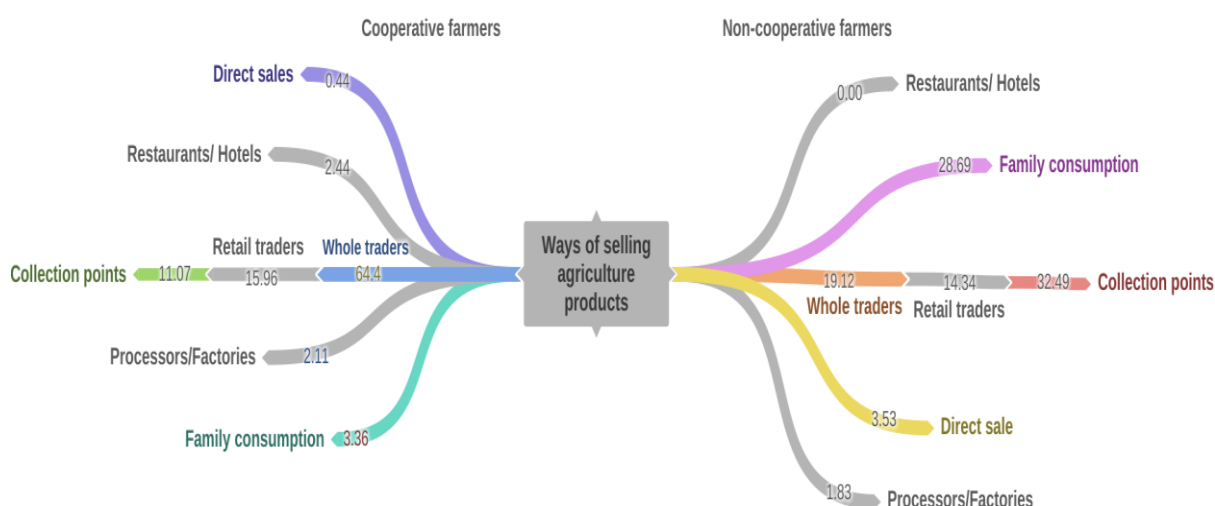 Cooperative farmers
Non-cooperative farmers
Direct sales
0.44
Restaurants/ Hotels
2.44
Retail traders
Whole traders
Collection points
11.07
15.96
64.4
Processors/Factories
2.11
Family consumption
3.36
Ways of selling
agriculture
products
0.00
Restaurants/ Hotels
28.69
Family consumption
19.12
14.34
32.49
Collection points
Whole traders
Retail traders
3.53
Direct sale
1.83
Processors/Factories